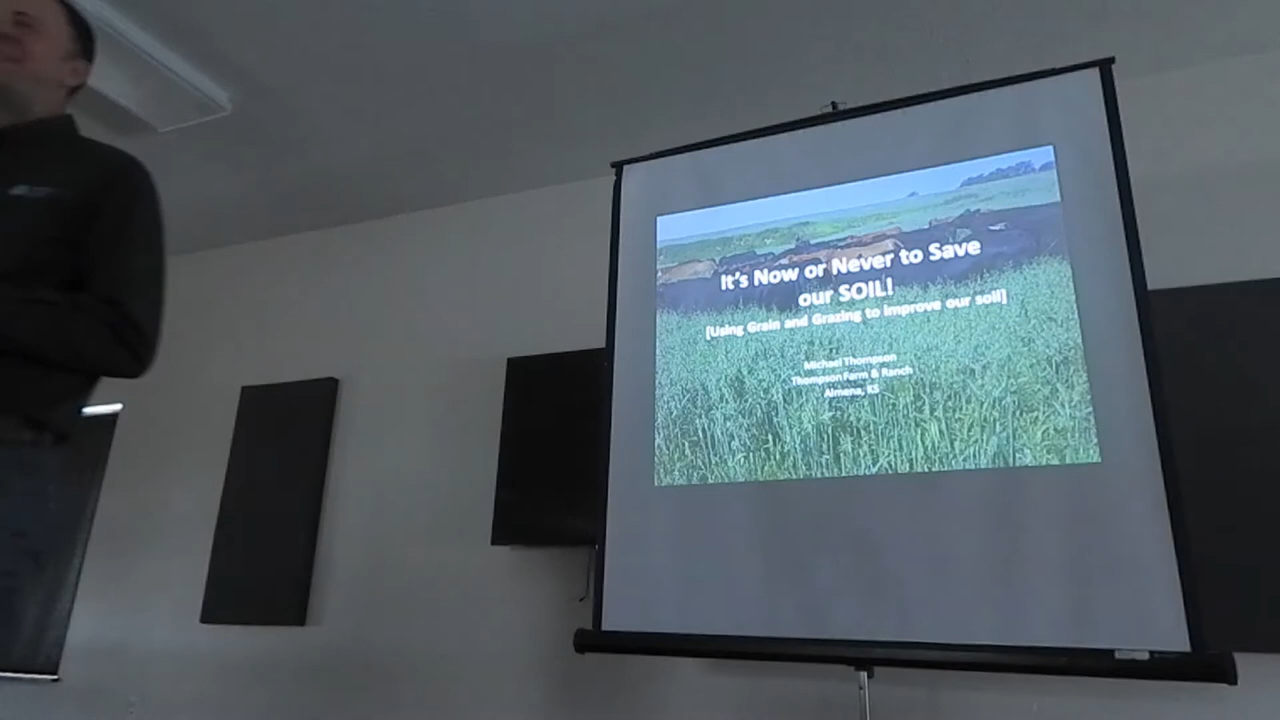 It's Now or Never to Save
our SOIL!
[Using Grain and Grazing to improve our soil]
Michael Thompson
Thompson Farm & Ranch
Almena, KS